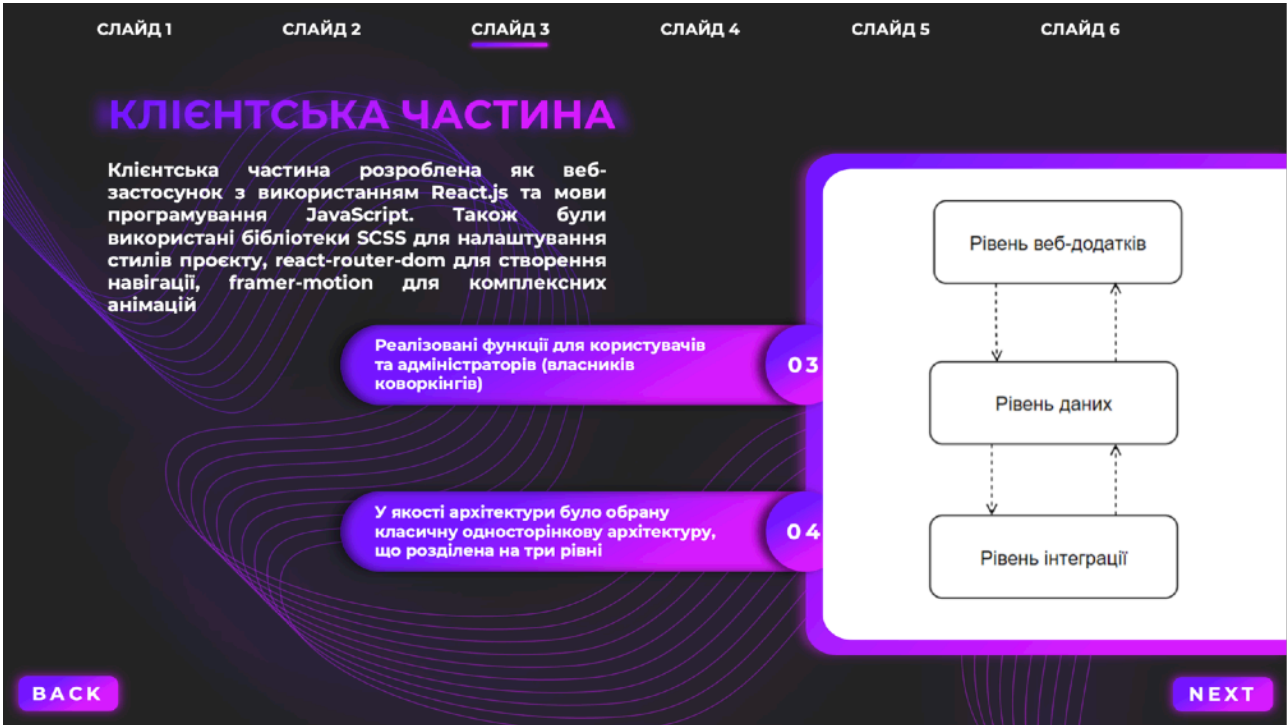 СЛАЙД 1 СЛАЙД 2 СЛАЙД 3 СЛАЙД 4 СЛАЙД 5 СЛАЙД 6
КЛІЄНТСЬКА ЧАСТИНА
Клієнтська частина розроблена як веб-
застосунок з використанням React.js та мови
програмування JavaScript. Також були
використані бібліотеки SCSS для налаштування
стилів проєкту, react-router-dom для створення
навігації, framer-motion для комплексних
анімацій
Реалізовані функції для користувачів
та адміністраторів (власників
коворкінгів)
03
У якості архітектури було обрану
класичну односторінкову архітектуру,
що розділена на три рівні
04
Рівень веб-додатків
Рівень даних
Рівень інтеграції
BACK
NEXT